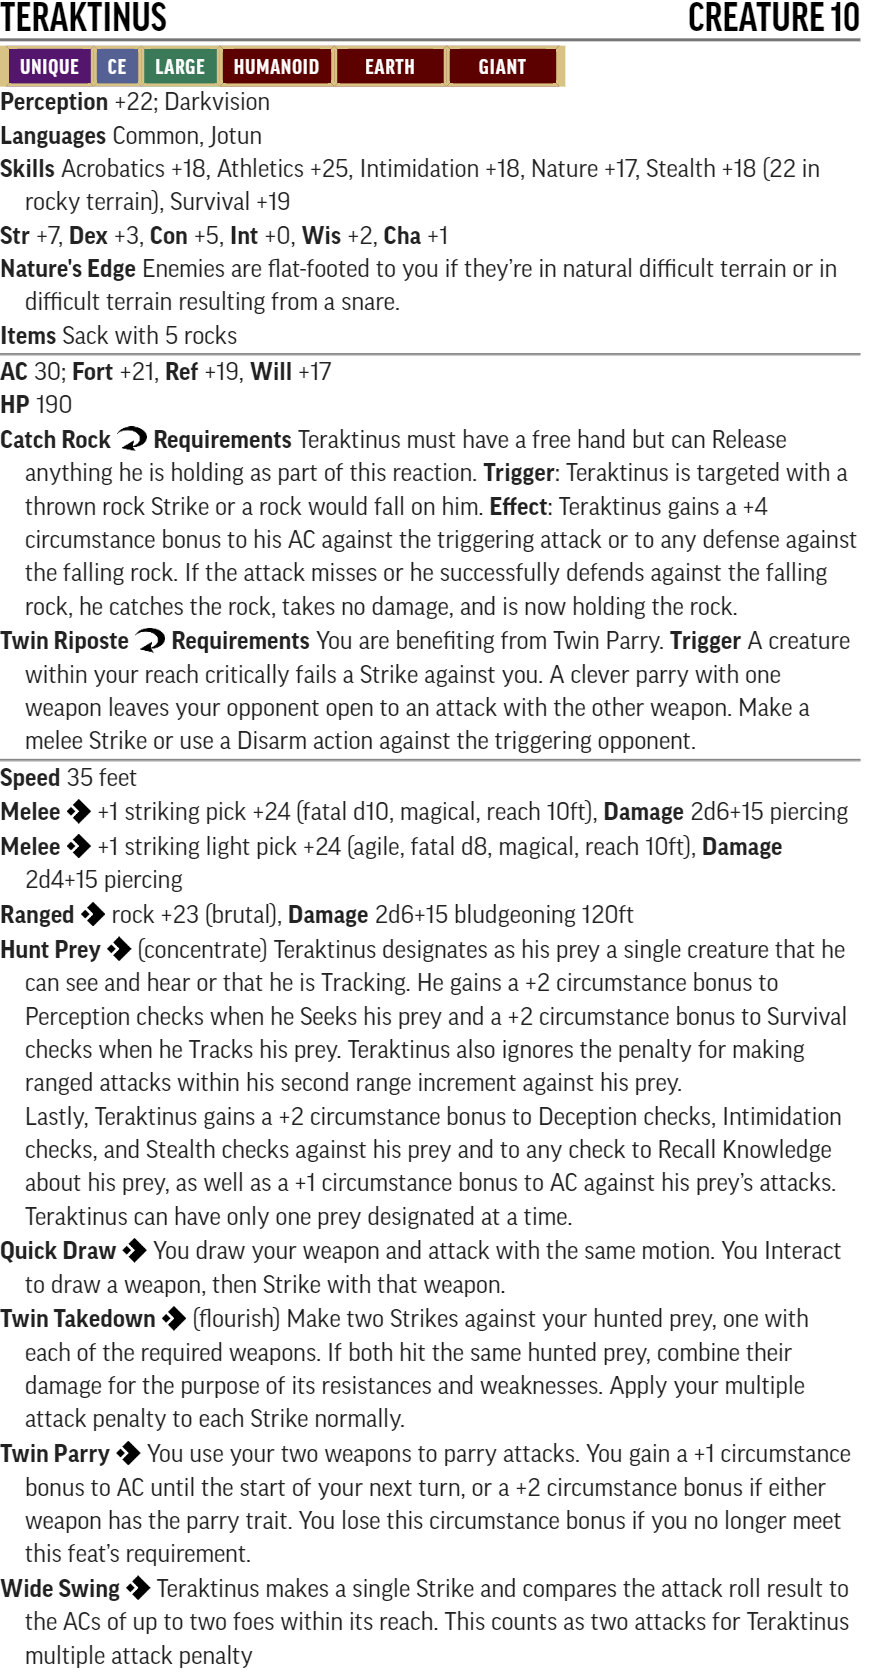 TERAKTINUS CREATURE 10
UNIQUE CE LARGE HUMANOID EARTH GIANT
Perception +22; Darkvision
Languages Common, Jotun
Skills Acrobatics +18, Athletics +25, Intimidation +18, Nature +17, Stealth +18 (22 in
rocky terrain), Survival +19
Str +7, Dex +3, Con +5, Int +0, Wis +2, Cha +1
Nature's Edge Enemies are flat-footed to you if they're in natural difficult terrain or in
difficult terrain resulting from a snare.
Items Sack with 5 rocks
AC 30; Fort +21, Ref +19, Will +17
HP 190
Catch Rock Requirements Teraktinus must have a free hand but can Release
anything he is holding as part of this reaction. Trigger: Teraktinus is targeted with a
thrown rock Strike or a rock would fall on him. Effect: Teraktinus gains a +4
circumstance bonus to his AC against the triggering attack or to any defense against
the falling rock. If the attack misses or he successfully defends against the falling
rock, he catches the rock, takes no damage, and is now holding the rock.
Twin Riposte Requirements You are benefiting from Twin Parry. Trigger A creature
within your reach critically fails a Strike against you. A clever parry with one
weapon leaves your opponent open to an attack with the other weapon. Make a
melee Strike or use a Disarm action against the triggering opponent.
Speed 35 feet
Melee +1 striking pick +24 (fatal d10, magical, reach 10ft), Damage 2d6+15 piercing
Melee +1 striking light pick +24 (agile, fatal d8, magical, reach 10ft), Damage
2d4+15 piercing
Ranged rock +23 (brutal), Damage 2d6+15 bludgeoning 120ft
Hunt Prey (concentrate) Teraktinus designates as his prey a single creature that he
can see and hear or that he is Tracking. He gains a +2 circumstance bonus to
Perception checks when he Seeks his prey and a +2 circumstance bonus to Survival
checks when he Tracks his prey. Teraktinus also ignores the penalty for making
ranged attacks within his second range increment against his prey.
Lastly, Teraktinus gains a +2 circumstance bonus to Deception checks, Intimidation
checks, and Stealth checks against his prey and to any check to Recall Knowledge
about his prey, as well as a +1 circumstance bonus to AC against his prey's attacks.
Teraktinus can have only one prey designated at a time.
Quick Draw You draw your weapon and attack with the same motion. You Interact
to draw a weapon, then Strike with that weapon.
Twin Takedown (flourish) Make two Strikes against your hunted prey, one with
each of the required weapons. If both hit the same hunted prey, combine their
damage for the purpose of its resistances and weaknesses. Apply your multiple
attack penalty to each Strike normally.
Twin Parry You use your two weapons to parry attacks. You gain a +1 circumstance
bonus to AC until the start of your next turn, or a +2 circumstance bonus if either
weapon has the parry trait. You lose this circumstance bonus if you no longer meet
this feat's requirement.
Wide Swing Teraktinus makes a single Strike and compares the attack roll result to
the ACs of up to two foes within its reach. This counts as two attacks for Teraktinus
multiple attack penalty